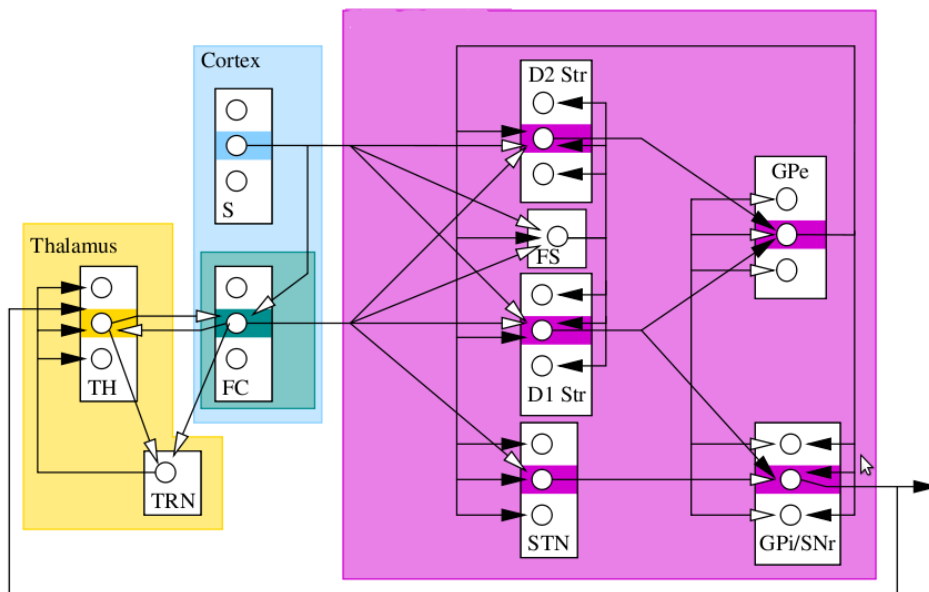 Cortex
D2 Str
S
GPe
Thalamus
FS
TH
FC
D1 Str
TRN
STN
GPi/SNr